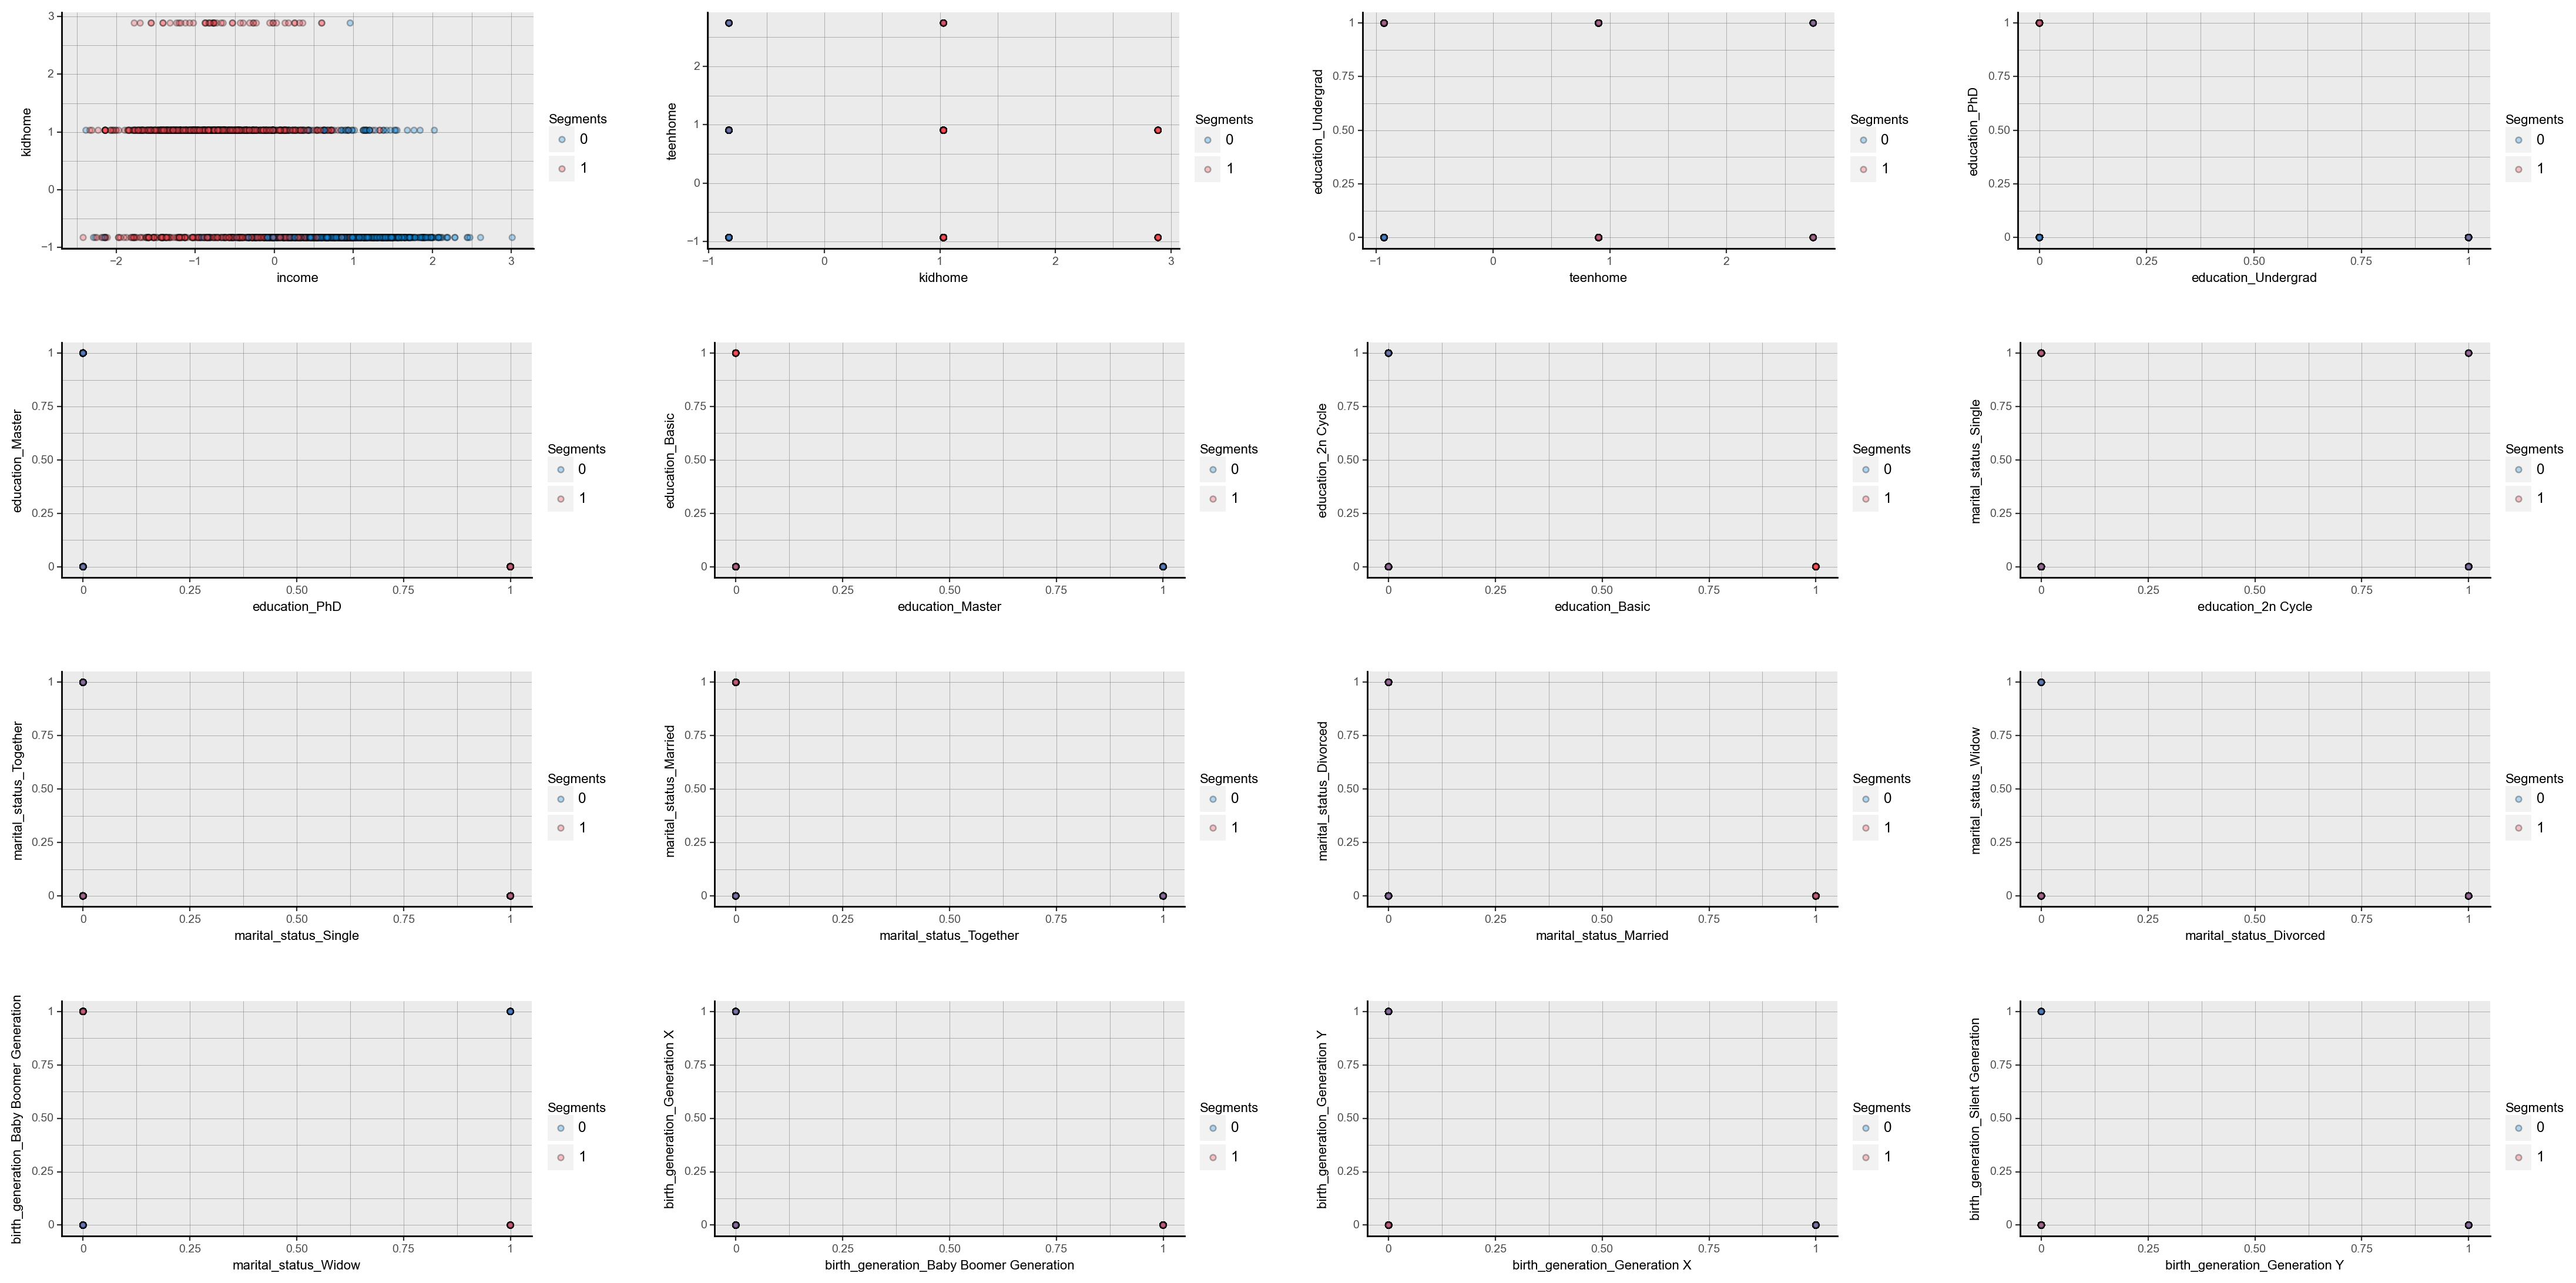 kidhome
3
2
1
0
−1
−2 −1 0 1 2 3
income
Segments
0
1
teenhome
2
1
0
−1
−1 0 1 2 3
kidhome
Segments
0
1
education_Undergrad
1
0.75
0.50
0.25
0
−1 0 1 2
teenhome
Segments
0
1
education_PhD
1
0.75
0.50
0.25
0
0 0.25 0.50 0.75 1
education_Undergrad
Segments
0
1
education_Master
1
0.75
0.50
0.25
0
0 0.25 0.50 0.75 1
education_PhD
Segments
0
1
education_Basic
1
0.75
0.50
0.25
0
0 0.25 0.50 0.75 1
education_Master
Segments
0
1
education_2n Cycle
1
0.75
0.50
0.25
0
0 0.25 0.50 0.75 1
education_Basic
Segments
0
1
marital_status_Single
1
0.75
0.50
0.25
0
0 0.25 0.50 0.75 1
education_2n Cycle
Segments
0
1
marital_status_Together
1
0.75
0.50
0.25
0
0 0.25 0.50 0.75 1
marital_status_Single
Segments
0
1
marital_status_Married
1
0.75
0.50
0.25
0
0 0.25 0.50 0.75 1
marital_status_Together
Segments
0
1
marital_status_Divorced
1
0.75
0.50
0.25
0
0 0.25 0.50 0.75 1
marital_status_Married
Segments
0
1
marital_status_Widow
1
0.75
0.50
0.25
0
0 0.25 0.50 0.75 1
marital_status_Divorced
Segments
0
1
birth_generation_Baby Boomer Generation
1
0.75
0.50
0.25
0
0 0.25 0.50 0.75 1
marital_status_Widow
Segments
0
1
birth_generation_Generation X
1
0.75
0.50
0.25
0
0 0.25 0.50 0.75 1
birth_generation_Baby Boomer Generation
Segments
0
1
birth_generation_Generation Y
1
0.75
0.50
0.25
0
0 0.25 0.50 0.75 1
birth_generation_Generation X
Segments
0
1
birth_generation_Silent Generation
1
0.75
0.50
0.25
0
0 0.25 0.50 0.75 1
birth_generation_Generation Y
Segments
0
1